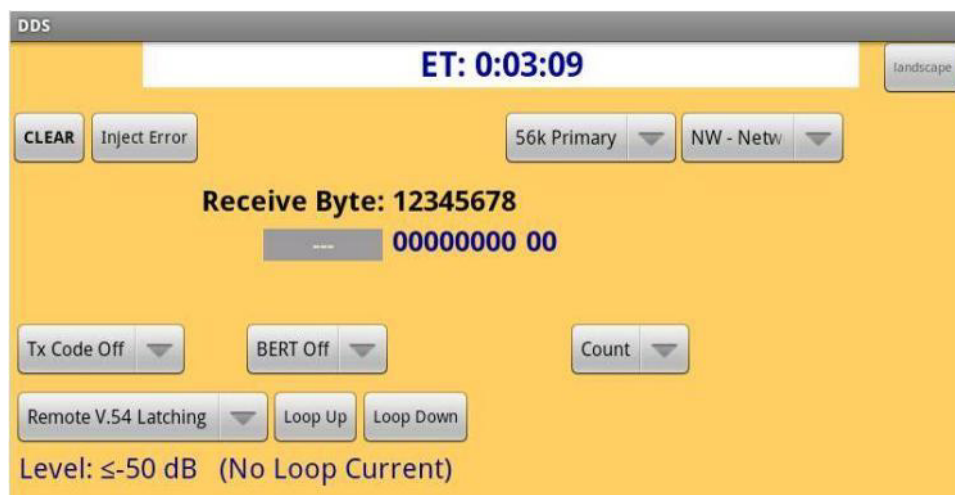 DDS
ET: 0:03:09
landscape
CLEAR Inject Error 56k Primary NW - Netw
Receive Byte: 12345678
--- 00000000 00
Tx Code Off BERT Off Count
Remote V.54 Latching Loop Up Loop Down
Level: ≤-50 dB (No Loop Current)